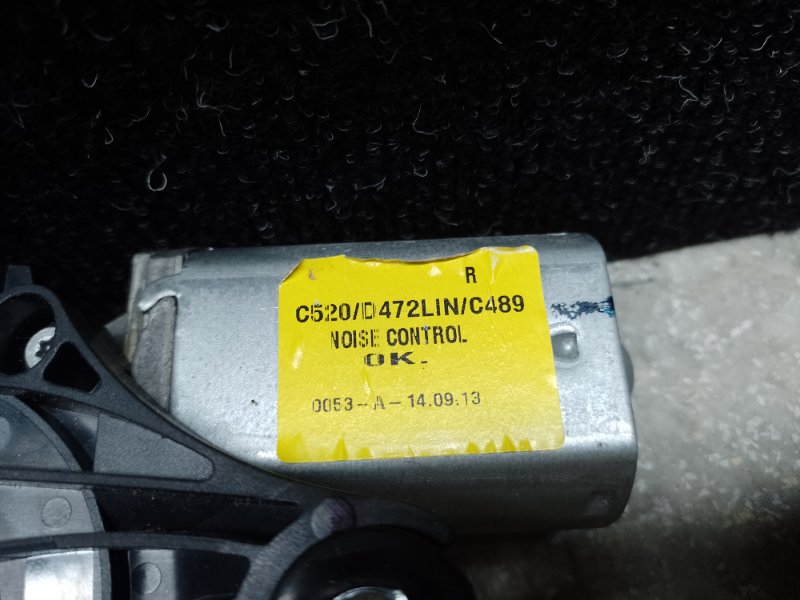 R
C520/D472LIN/C489
NOISE CONTROL
OK.
0053-A-14.09.13